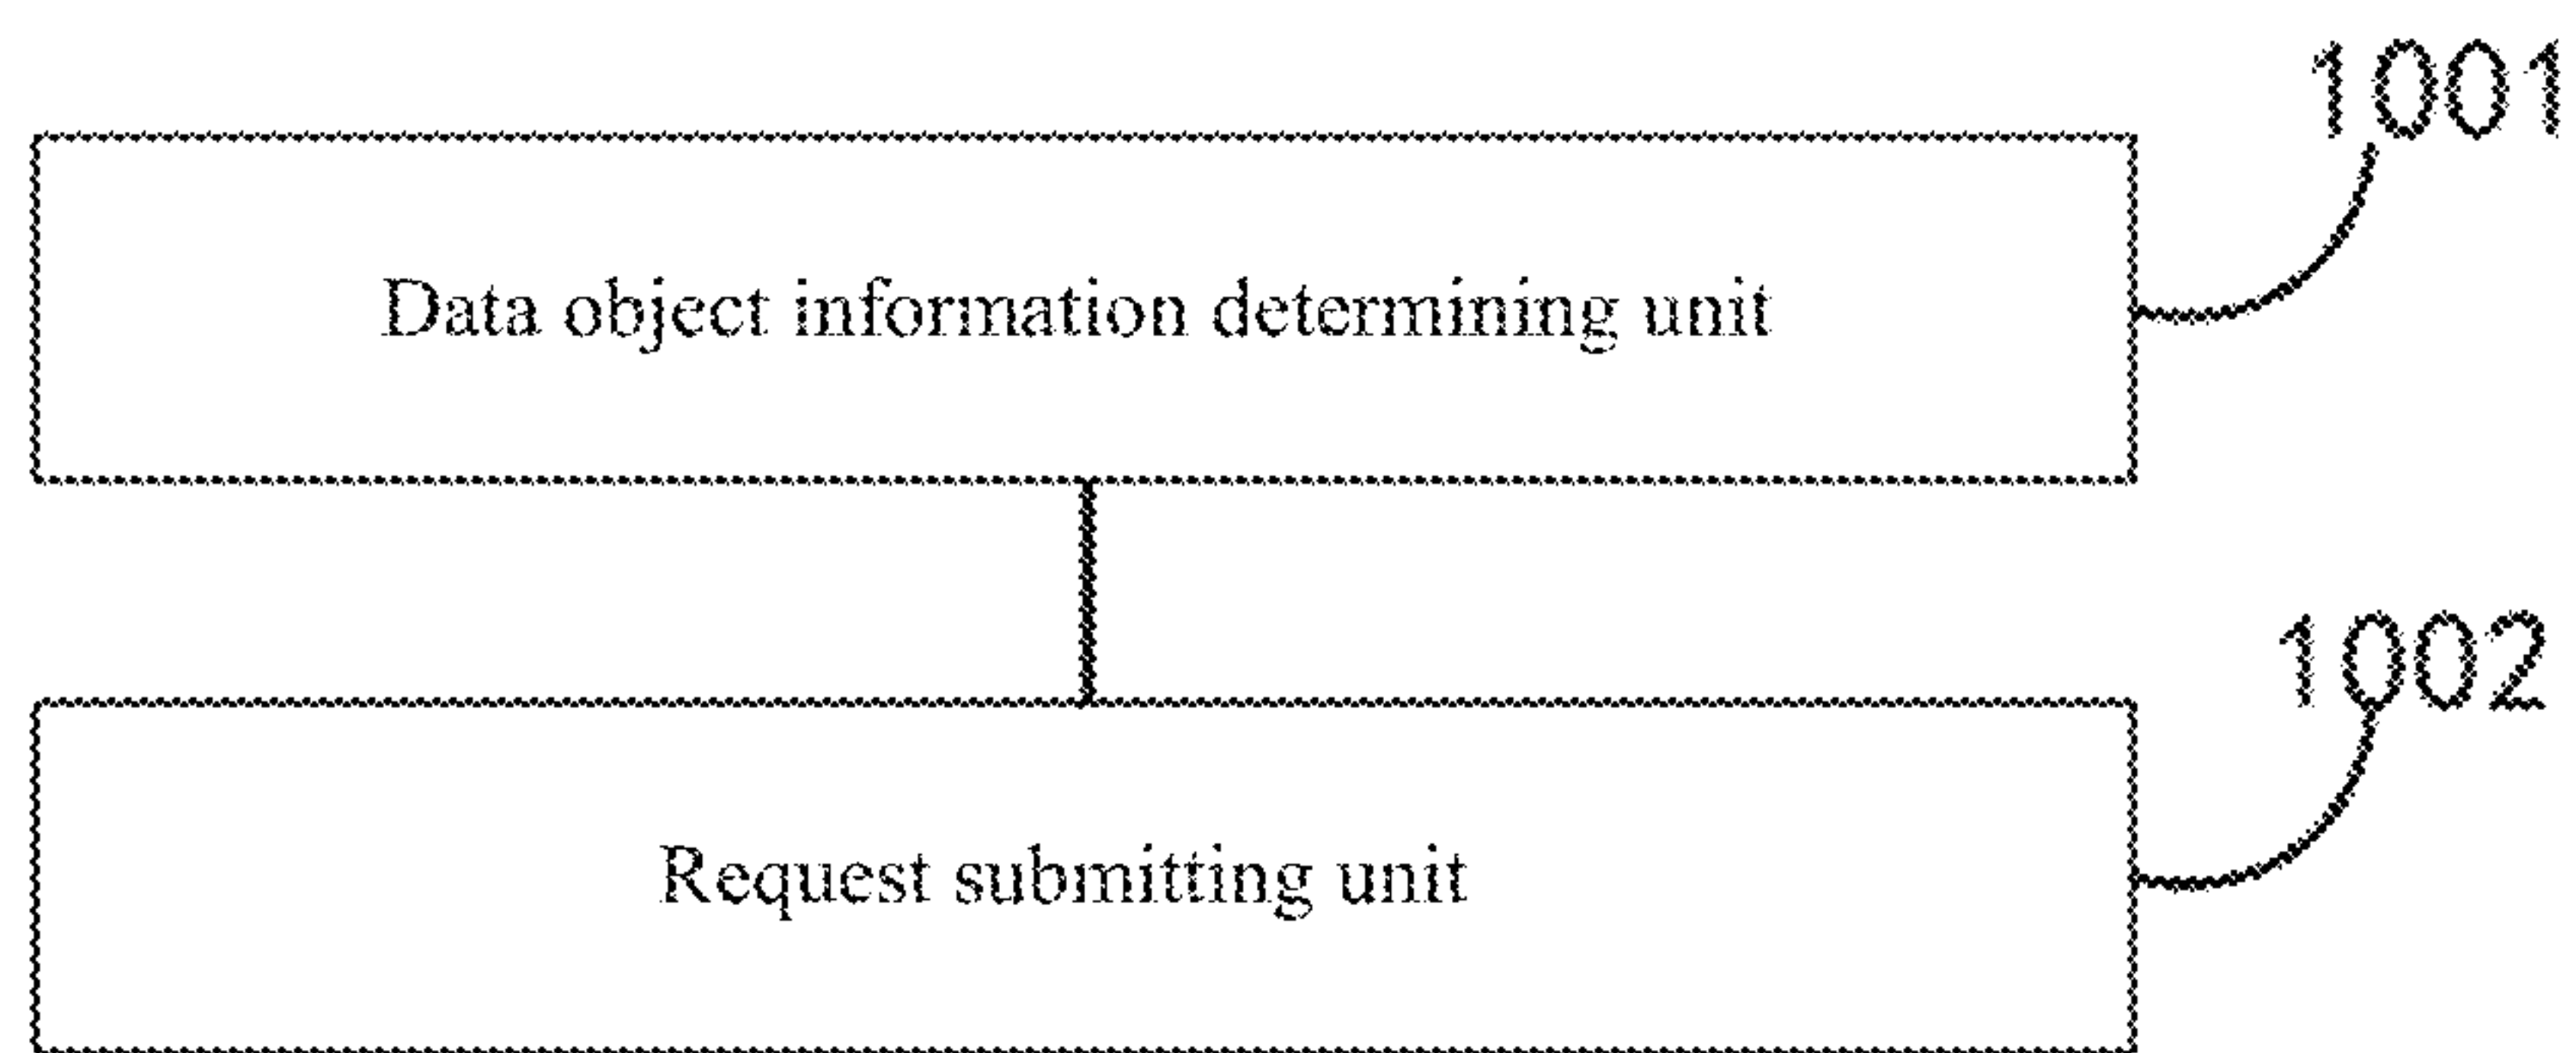 1001
Data object information determining unit
1002
Request submitting unit